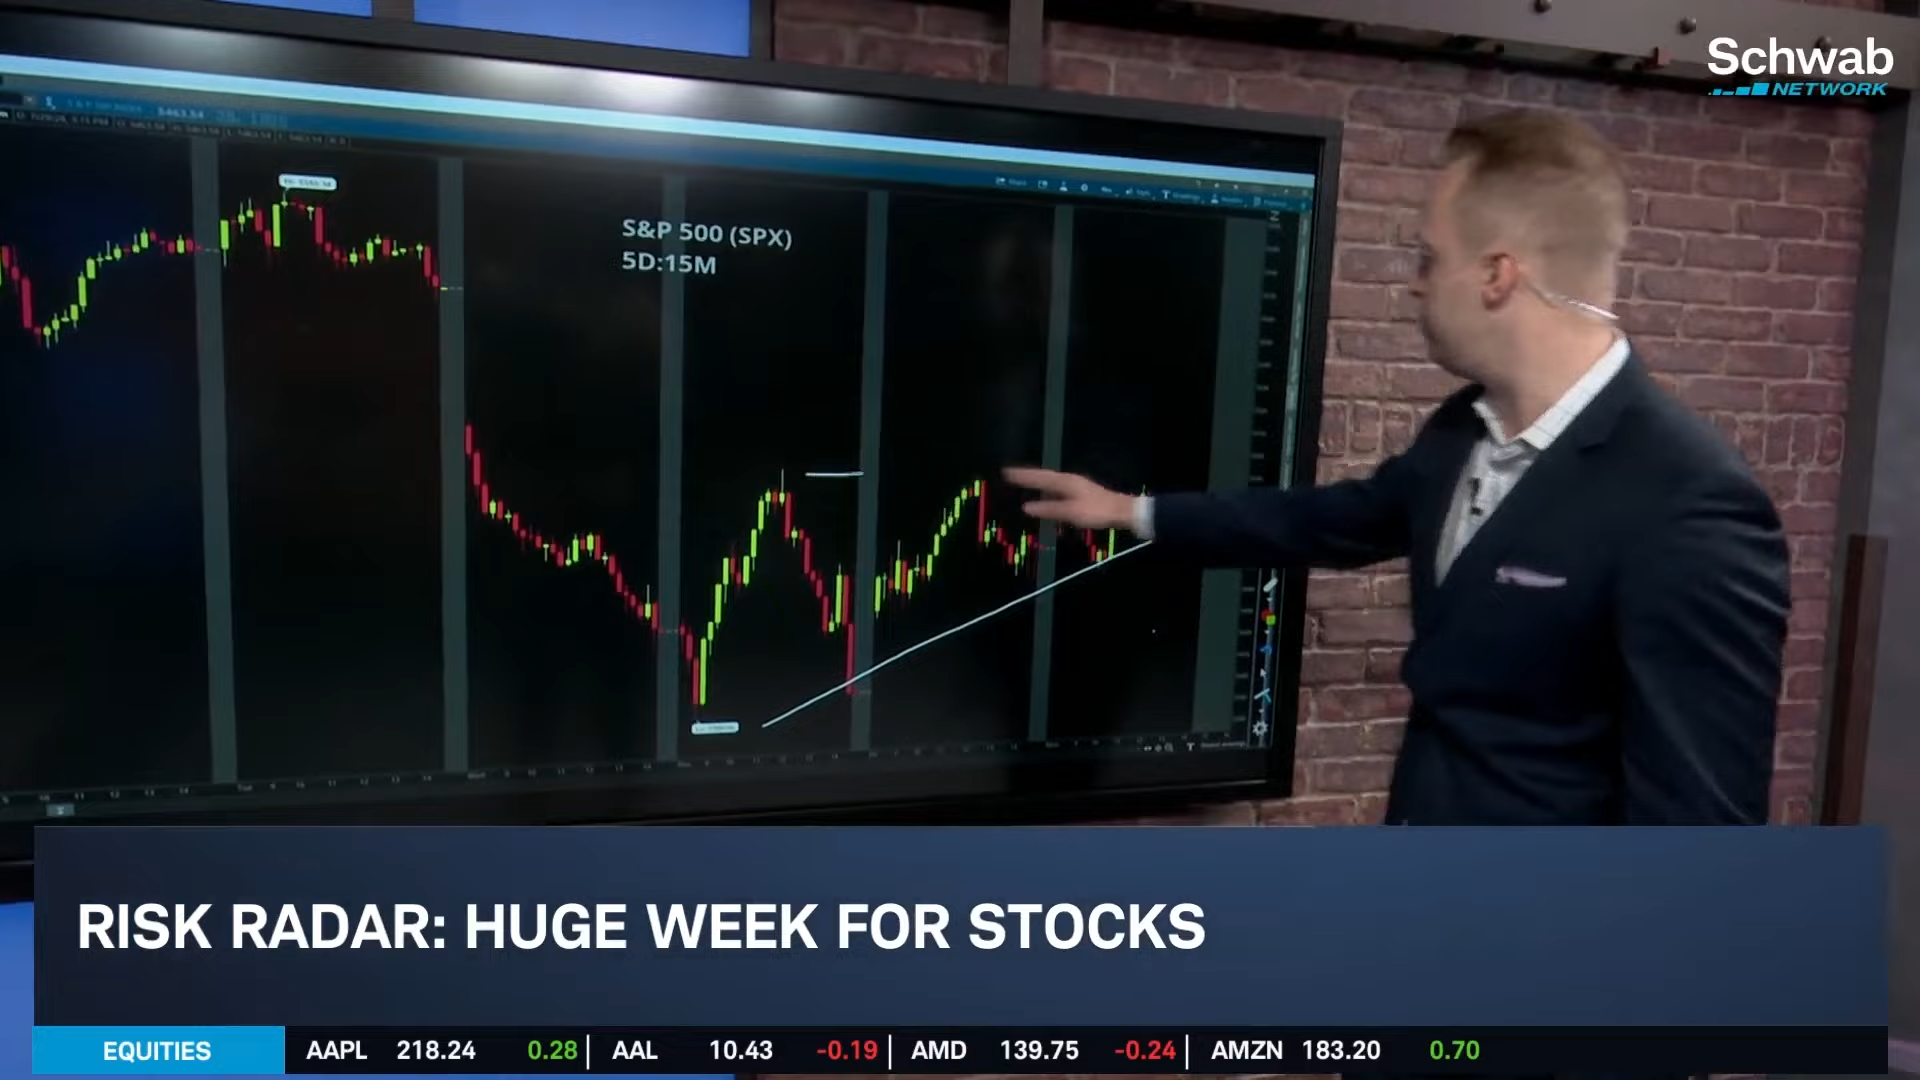 Schwab
NETWORK
S&P 500 (SPX)
5D:15M
RISK RADAR: HUGE WEEK FOR STOCKS
EQUITIES AAPL 218.24 0.28 AAL 10.43 -0.19 AMD 139.75 -0.24 AMZN 183.20 0.70